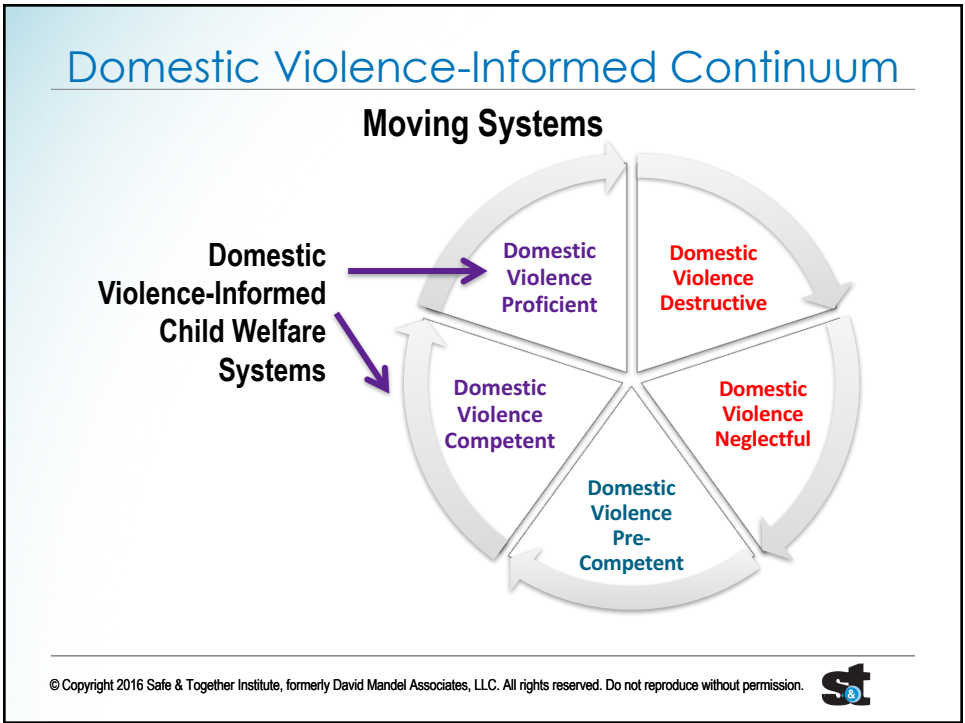 Domestic Violence-Informed Continuum
Moving Systems
Domestic
Violence-Informed
Child Welfare
Systems
Domestic
Violence
Proficient
Domestic
Violence
Destructive
Domestic
Violence
Competent
Domestic
Violence
Neglectful
Domestic
Violence
Pre-
Competent
© Copyright 2016 Safe & Together Institute, formerly David Mandel Associates, LLC. All rights reserved. Do not reproduce without permission.
s&t